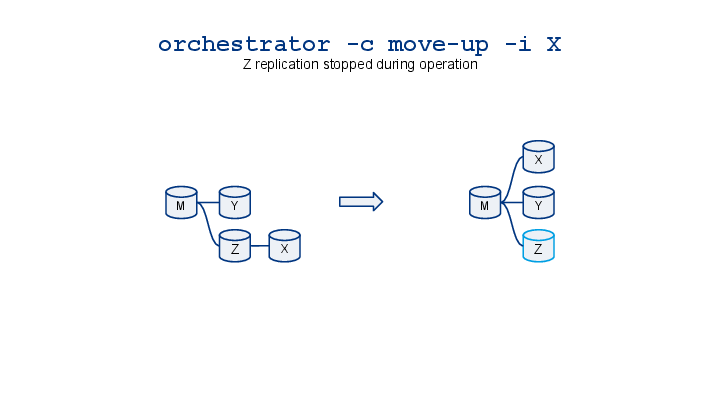 orchestrator -c move-up -i X
Z replication stopped during operation
X
M Y M Y
Z X Z